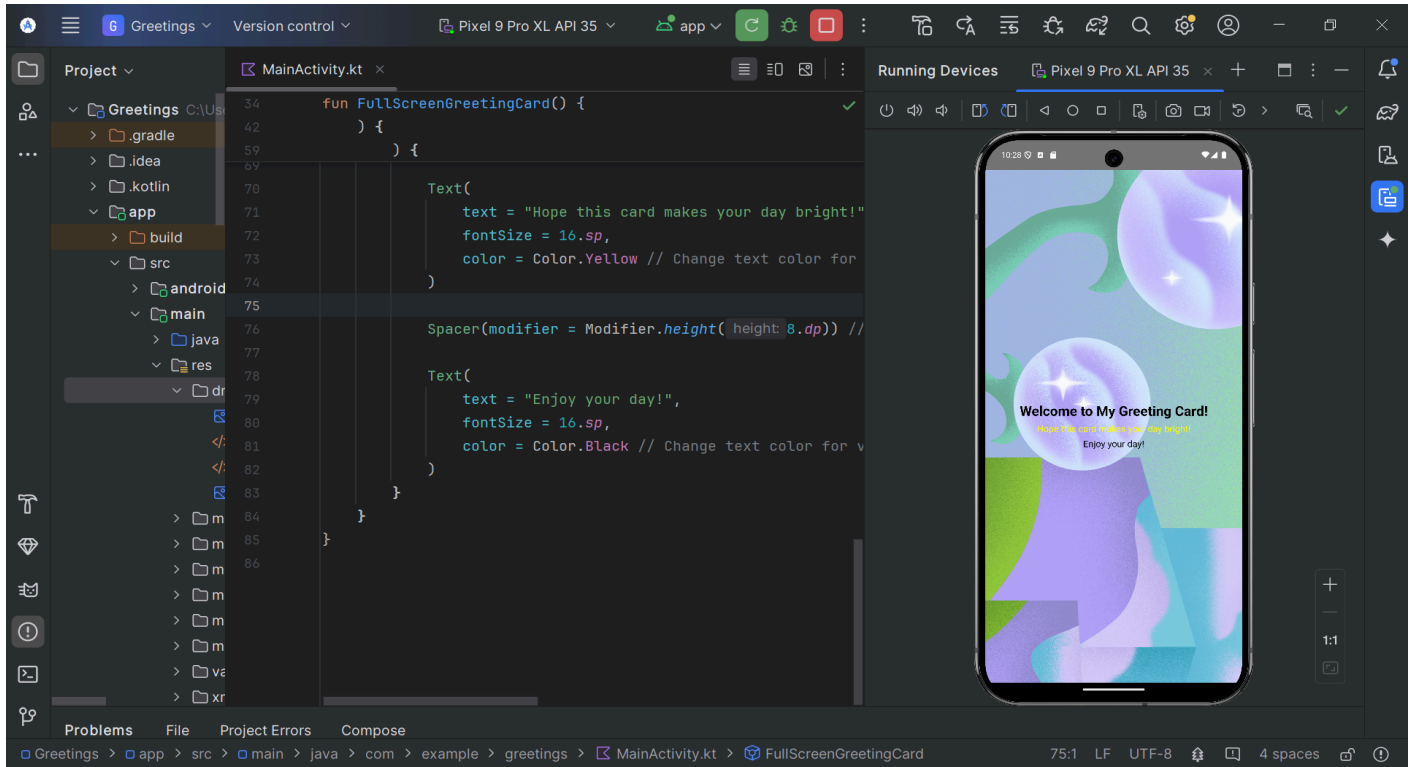 G Greetings Version control Pixel 9 Pro XL API 35 app
Project
MainActivity.kt
Running Devices Pixel 9 Pro XL API 35
Greetings C:\Us
.gradle
.idea
.kotlin
app
build
src
android
main
java
res
dr
m
m
m
m
m
m
va
xm
34 fun FullScreenGreetingCard() {
42 ) {
59 ) {
69
70 Text(
71 text = "Hope this card makes your day bright!"
72 fontSize = 16.sp,
73 color = Color.Yellow // Change text color for
74 )
75
76 Spacer(modifier = Modifier.height( height: 8.dp)) //
77
78 Text(
79 text = "Enjoy your day!",
80 fontSize = 16.sp,
81 color = Color.Black // Change text color for v
82 )
83 }
84 }
85 }
86
10:28
Welcome to My Greeting Card!
Hope this card makes your day bright!
Enjoy your day!
1:1
Problems File Project Errors Compose
Greetings > app > src > main > java > com > example > greetings > MainActivity.kt > FullScreenGreetingCard 75:1 LF UTF-8 4 spaces